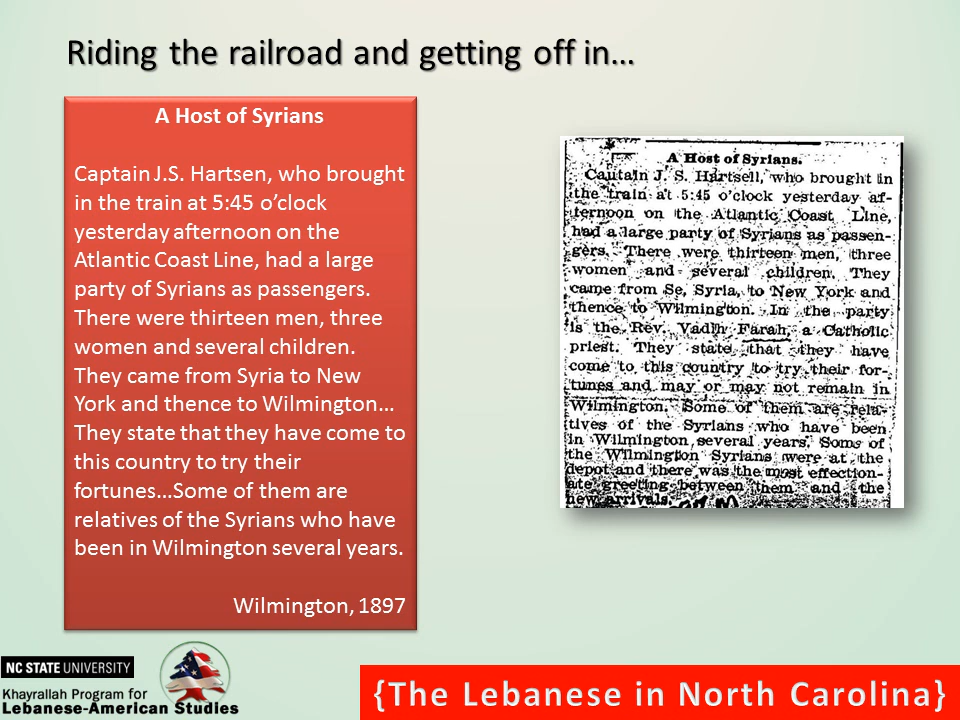 Riding the railroad and getting off in…
A Host of Syrians
Captain J.S. Hartsen, who brought
in the train at 5:45 o’clock
yesterday afternoon on the
Atlantic Coast Line, had a large
party of Syrians as passengers.
There were thirteen men, three
women and several children.
They came from Syria to New
York and thence to Wilmington…
They state that they have come to
this country to try their
fortunes…Some of them are
relatives of the Syrians who have
been in Wilmington several years.
Wilmington, 1897
A Host of Syrians.
Captain J. S. Hartsell, who brought in
the train at 5:45 o'clock yesterday af-
ternoon on the Atlantic Coast Line,
had a large party of Syrians as passen-
gers. There were thirteen men, three
women and several children. They
came from Se, Syria, to New York and
thence to Wilmington. In the party
is the Rev. Vadih Farah, a Catholic
priest. They state that they have
come to this country to try their for-
tunes and may or may not remain in
Wilmington. Some of them are rela-
tives of the Syrians who have been
in Wilmington several years. Some of
the Wilmington Syrians were at the
depot and there was the most effection-
ate greeting between them and the
new arrivals.
NC STATE UNIVERSITY
Khayrallah Program for
Lebanese-American Studies
{The Lebanese in North Carolina}